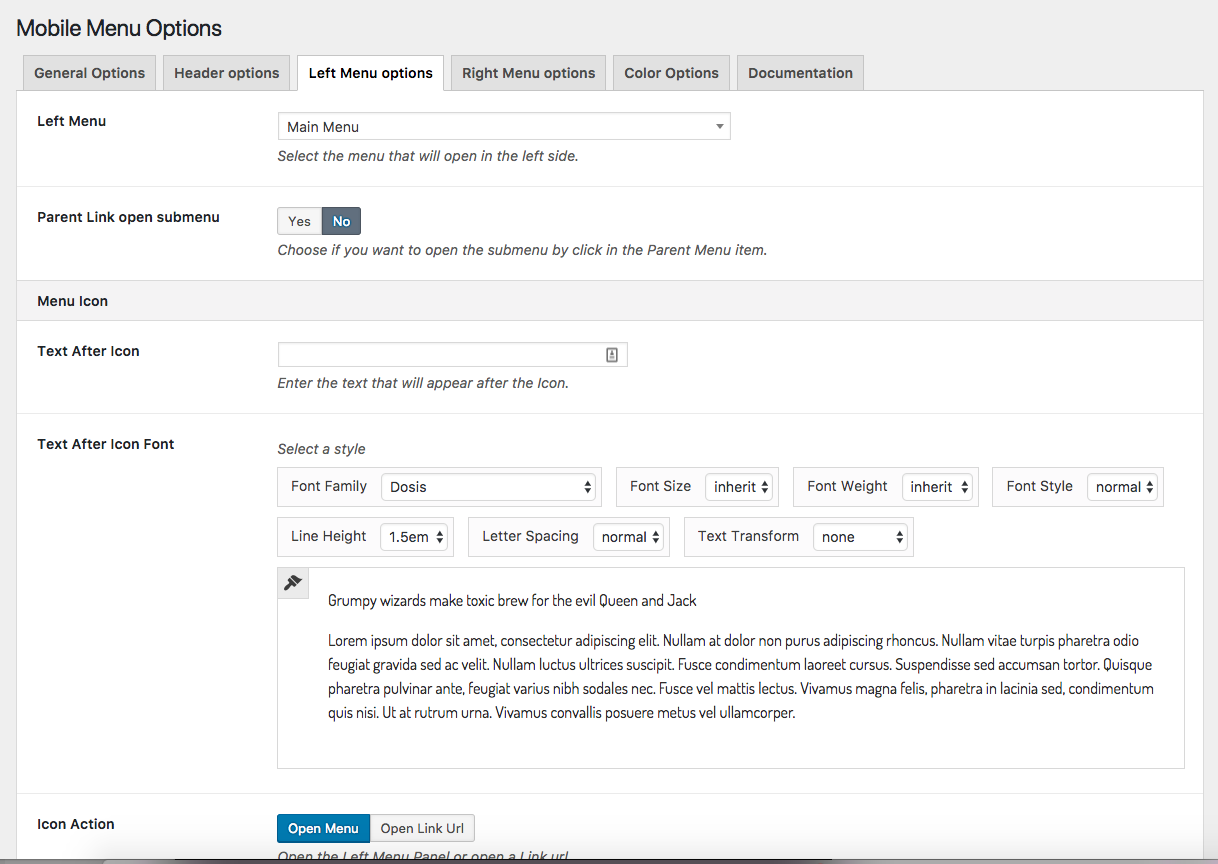 Mobile Menu Options
General Options Header options Left Menu options Right Menu options Color Options Documentation
Left Menu
Main Menu
Select the menu that will open in the left side.
Parent Link open submenu
Yes No
Choose if you want to open the submenu by click in the Parent Menu item.
Menu Icon
Text After Icon
Enter the text that will appear after the Icon.
Text After Icon Font
Select a style
Font Family Dosis Font Size inherit Font Weight inherit Font Style normal
Line Height 1.5em Letter Spacing normal Text Transform none
Grumpy wizards make toxic brew for the evil Queen and Jack
Lorem ipsum dolor sit amet, consectetur adipiscing elit. Nullam at dolor non purus adipiscing rhoncus. Nullam vitae turpis pharetra odio
feugiat gravida sed ac velit. Nullam luctus ultrices suscipit. Fusce condimentum laoreet cursus. Suspendisse sed accumsan tortor. Quisque
pharetra pulvinar ante, feugiat varius nibh sodales nec. Fusce vel mattis lectus. Vivamus magna felis, pharetra in lacinia sed, condimentum
quis nisi. Ut at rutrum urna. Vivamus convallis posuere metus vel ullamcorper.
Icon Action
Open Menu Open Link Url
Open the Left Menu Panel or open a Link url.